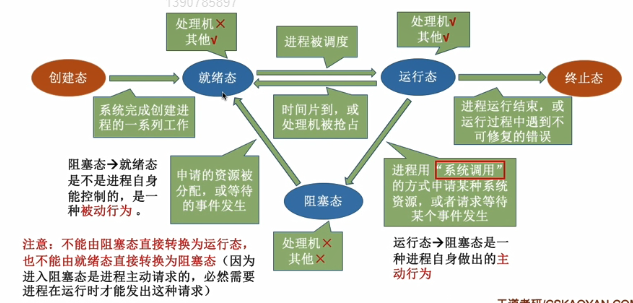 1390785897
处理机×
其他√
进程被调度
处理机√
其他√
创建态
就绪态
运行态
终止态
系统完成创建进
程的一系列工作
时间片到，或
处理机被抢占
进程运行结束，或
运行过程中遇到不
可修复的错误
阻塞态→就绪态
是不是进程自身
能控制的，是一
种被动行为。
申请的资源被
分配，或等待
的事件发生
阻塞态
进程用“系统调用”
的方式申请某种系统
资源，或者请求等待
某个事件发生
处理机×
其他×
注意：不能由阻塞态直接转换为运行态，
也不能由就绪态直接转换为阻塞态（因为
进入阻塞态是进程主动请求的，必然需要
进程在运行时才能发出这种请求）
运行态→阻塞态是一
种进程自身做出的主
动行为
王道考研/CSKAOYAN.COM